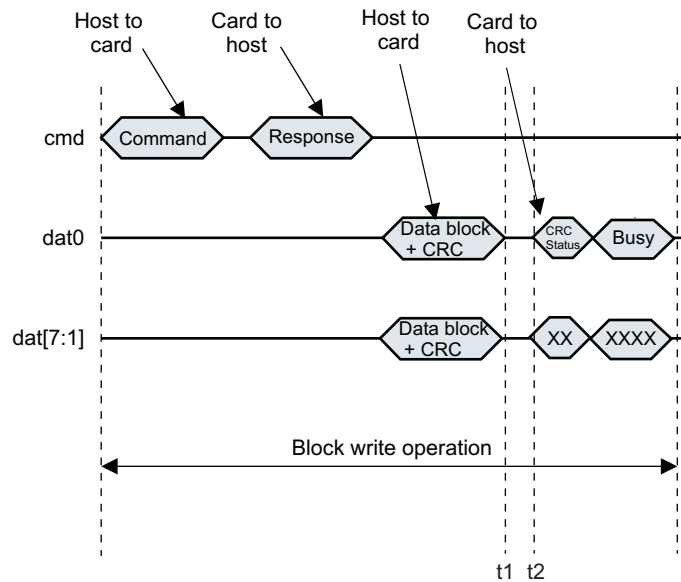 Host to
card
Card to
host
Host to
card
Card to
host
cmd
Command
Response
dat0
Data block
+ CRC
CRC
Status
Busy
dat[7:1]
Data block
+ CRC
XX
XXXX
Block write operation
t1 t2